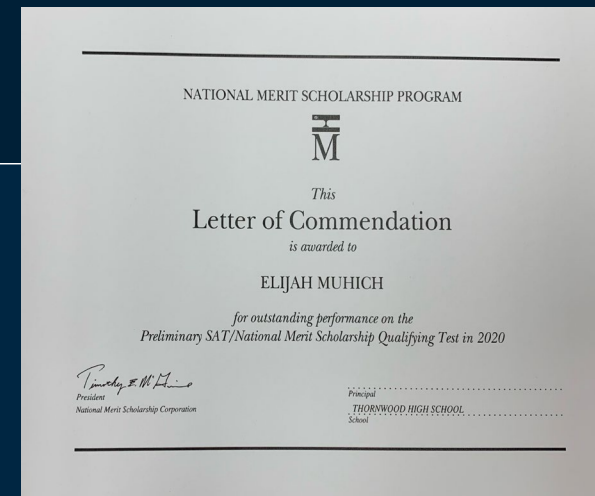 NATIONAL MERIT SCHOLARSHIP PROGRAM
M
This
Letter of Commendation
is awarded to
ELIJAH MUHICH
for outstanding performance on the
Preliminary SAT/National Merit Scholarship Qualifying Test in 2020
President
National Merit Scholarship Corporation
Principal
THORNWOOD HIGH SCHOOL
School